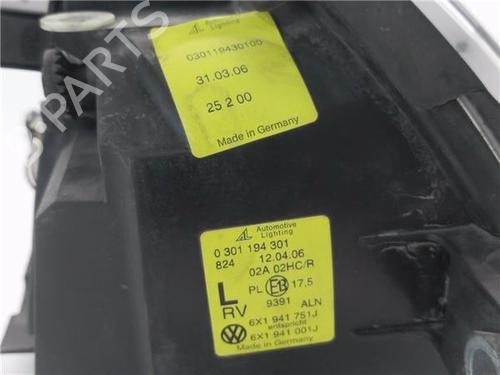 Automotive
Lighting
030119430100
31.03.06
25 2 00
Made in Germany
Automotive
Lighting
0 301 194 301
824 12.04.06
02A 02HC/R
L PL 17,5
RV 9391 ALN
6X1 941 751J
entspricht
6X1 941 001J
Made in Germany